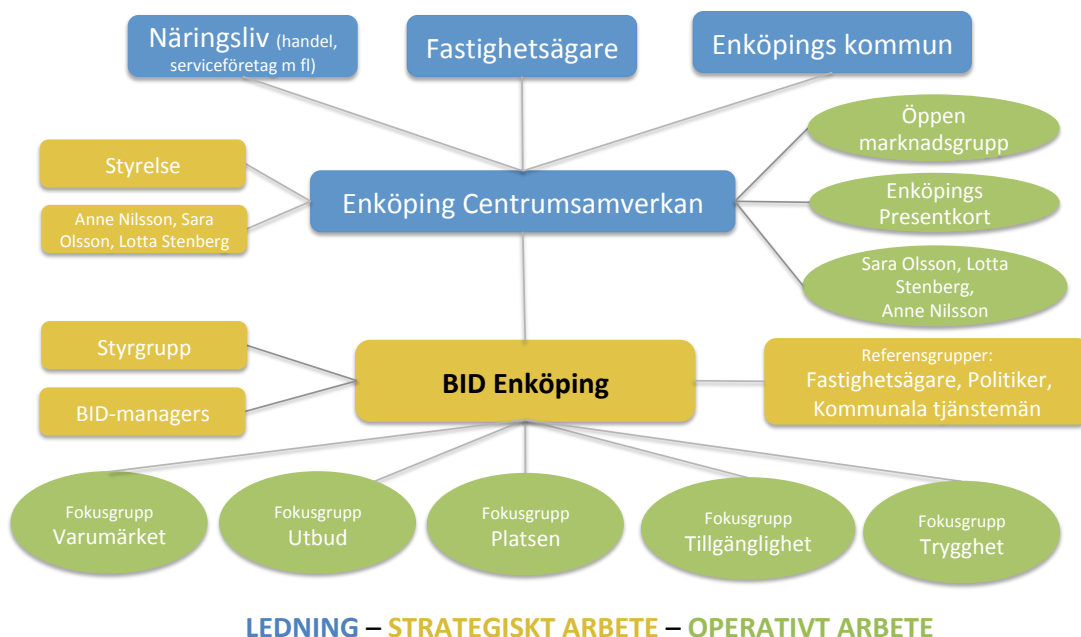 Näringsliv (handel,
serviceföretag m fl)
Fastighetsägare
Enköpings kommun
Öppen
marknadsgrupp
Styrelse
Enköping Centrumsamverkan
Enköpings
Presentkort
Anne Nilsson, Sara
Olsson, Lotta Stenberg
Sara Olsson, Lotta
Stenberg,
Anne Nilsson
Styrgrupp
BID Enköping
Referensgrupper:
Fastighetsägare, Politiker,
Kommunala tjänstemän
BID-managers
Fokusgrupp
Varumärket
Fokusgrupp
Utbud
Fokusgrupp
Platsen
Fokusgrupp
Tillgänglighet
Fokusgrupp
Trygghet
LEDNING – STRATEGISKT ARBETE – OPERATIVT ARBETE